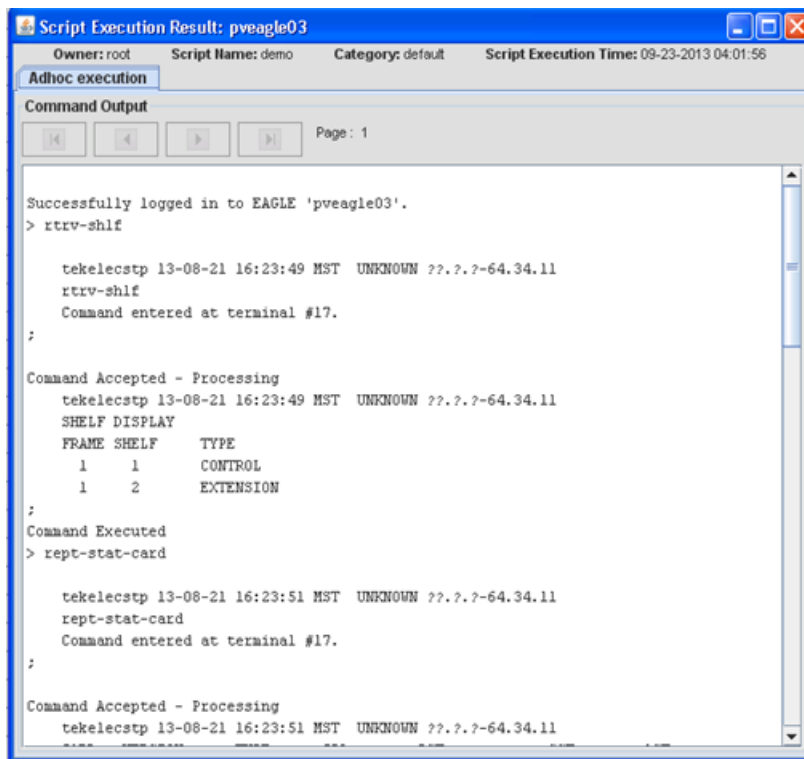 Script Execution Result: pveagle03
Owner: root Script Name: demo Category: default Script Execution Time: 09-23-2013 04:01:56
Adhoc execution
Command Output
Page : 1
Successfully logged in to EAGLE 'pveagle03'.
> rtrv-shlf
tekelecstp 13-08-21 16:23:49 MST UNKNOWN ??.?.?-64.34.11
rtrv-shlf
Command entered at terminal #17.
;
Command Accepted - Processing
tekelecstp 13-08-21 16:23:49 MST UNKNOWN ??.?.?-64.34.11
SHELF DISPLAY
FRAME SHELF TYPE
1 1 CONTROL
1 2 EXTENSION
;
Command Executed
> rept-stat-card
tekelecstp 13-08-21 16:23:51 MST UNKNOWN ??.?.?-64.34.11
rept-stat-card
Command entered at terminal #17.
;
Command Accepted - Processing
tekelecstp 13-08-21 16:23:51 MST UNKNOWN ??.?.?-64.34.11